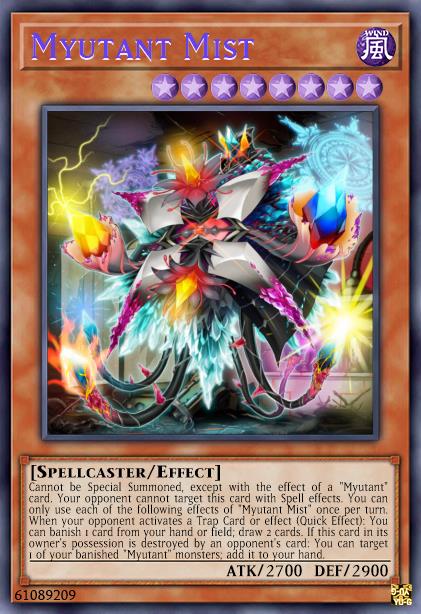 Myutant Mist
WIND
風
[Spellcaster/Effect]
Cannot be Special Summoned, except with the effect of a "Myutant"
card. Your opponent cannot target this card with Spell effects. You can
only use each of the following effects of "Myutant Mist" once per turn.
When your opponent activates a Trap Card or effect (Quick Effect): You
can banish 1 card from your hand or field; draw 2 cards. If this card in its
owner's possession is destroyed by an opponent's card: You can target
1 of your banished "Myutant" monsters; add it to your hand.
ATK/2700 DEF/2900
61089209